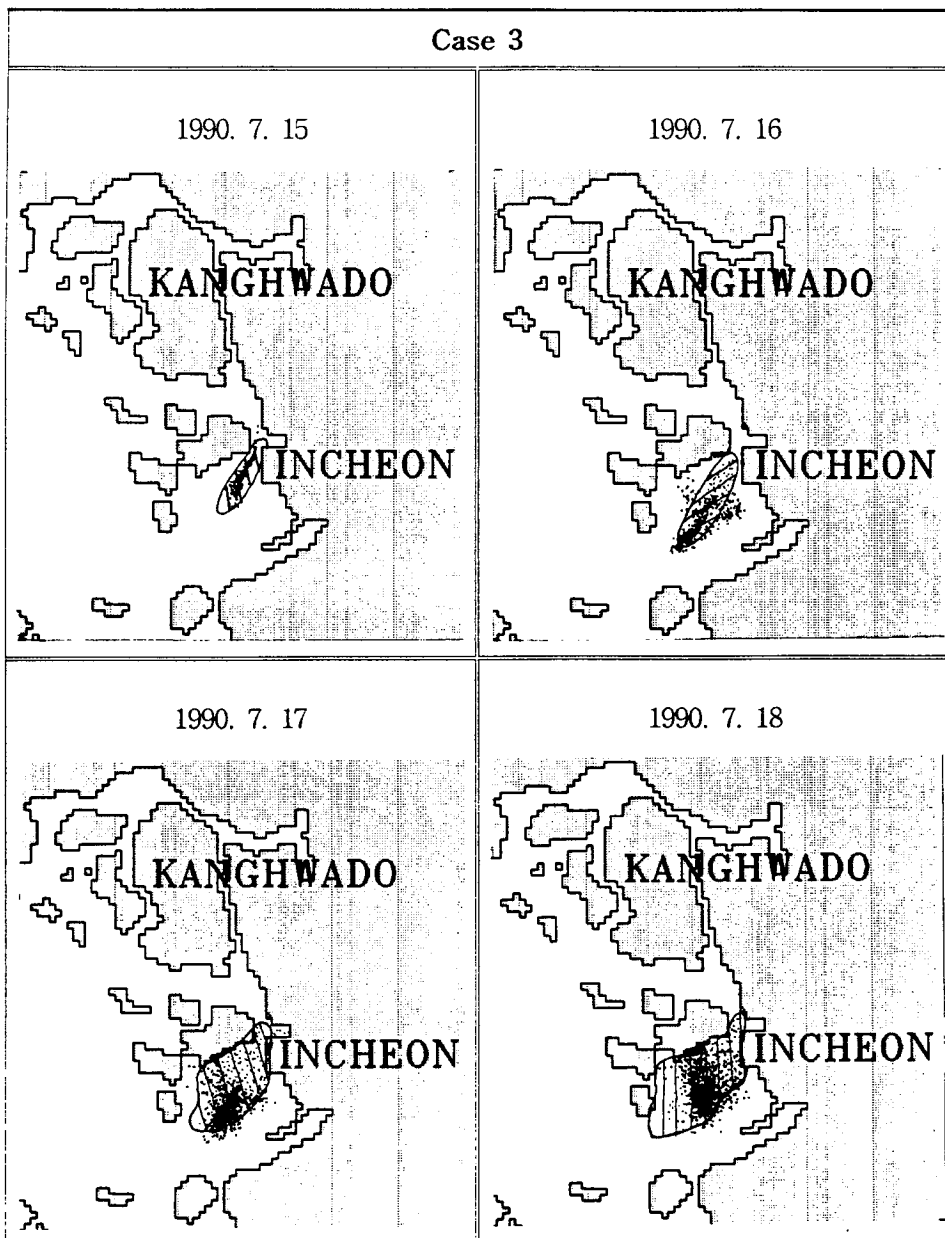 Case 3
1990. 7. 15
1990. 7. 16
KANGHWADO
INCHEON
KANGHWADO
INCHEON
1990. 7. 17
1990. 7. 18
KANGHWADO
INCHEON
KANGHWADO
INCHEON